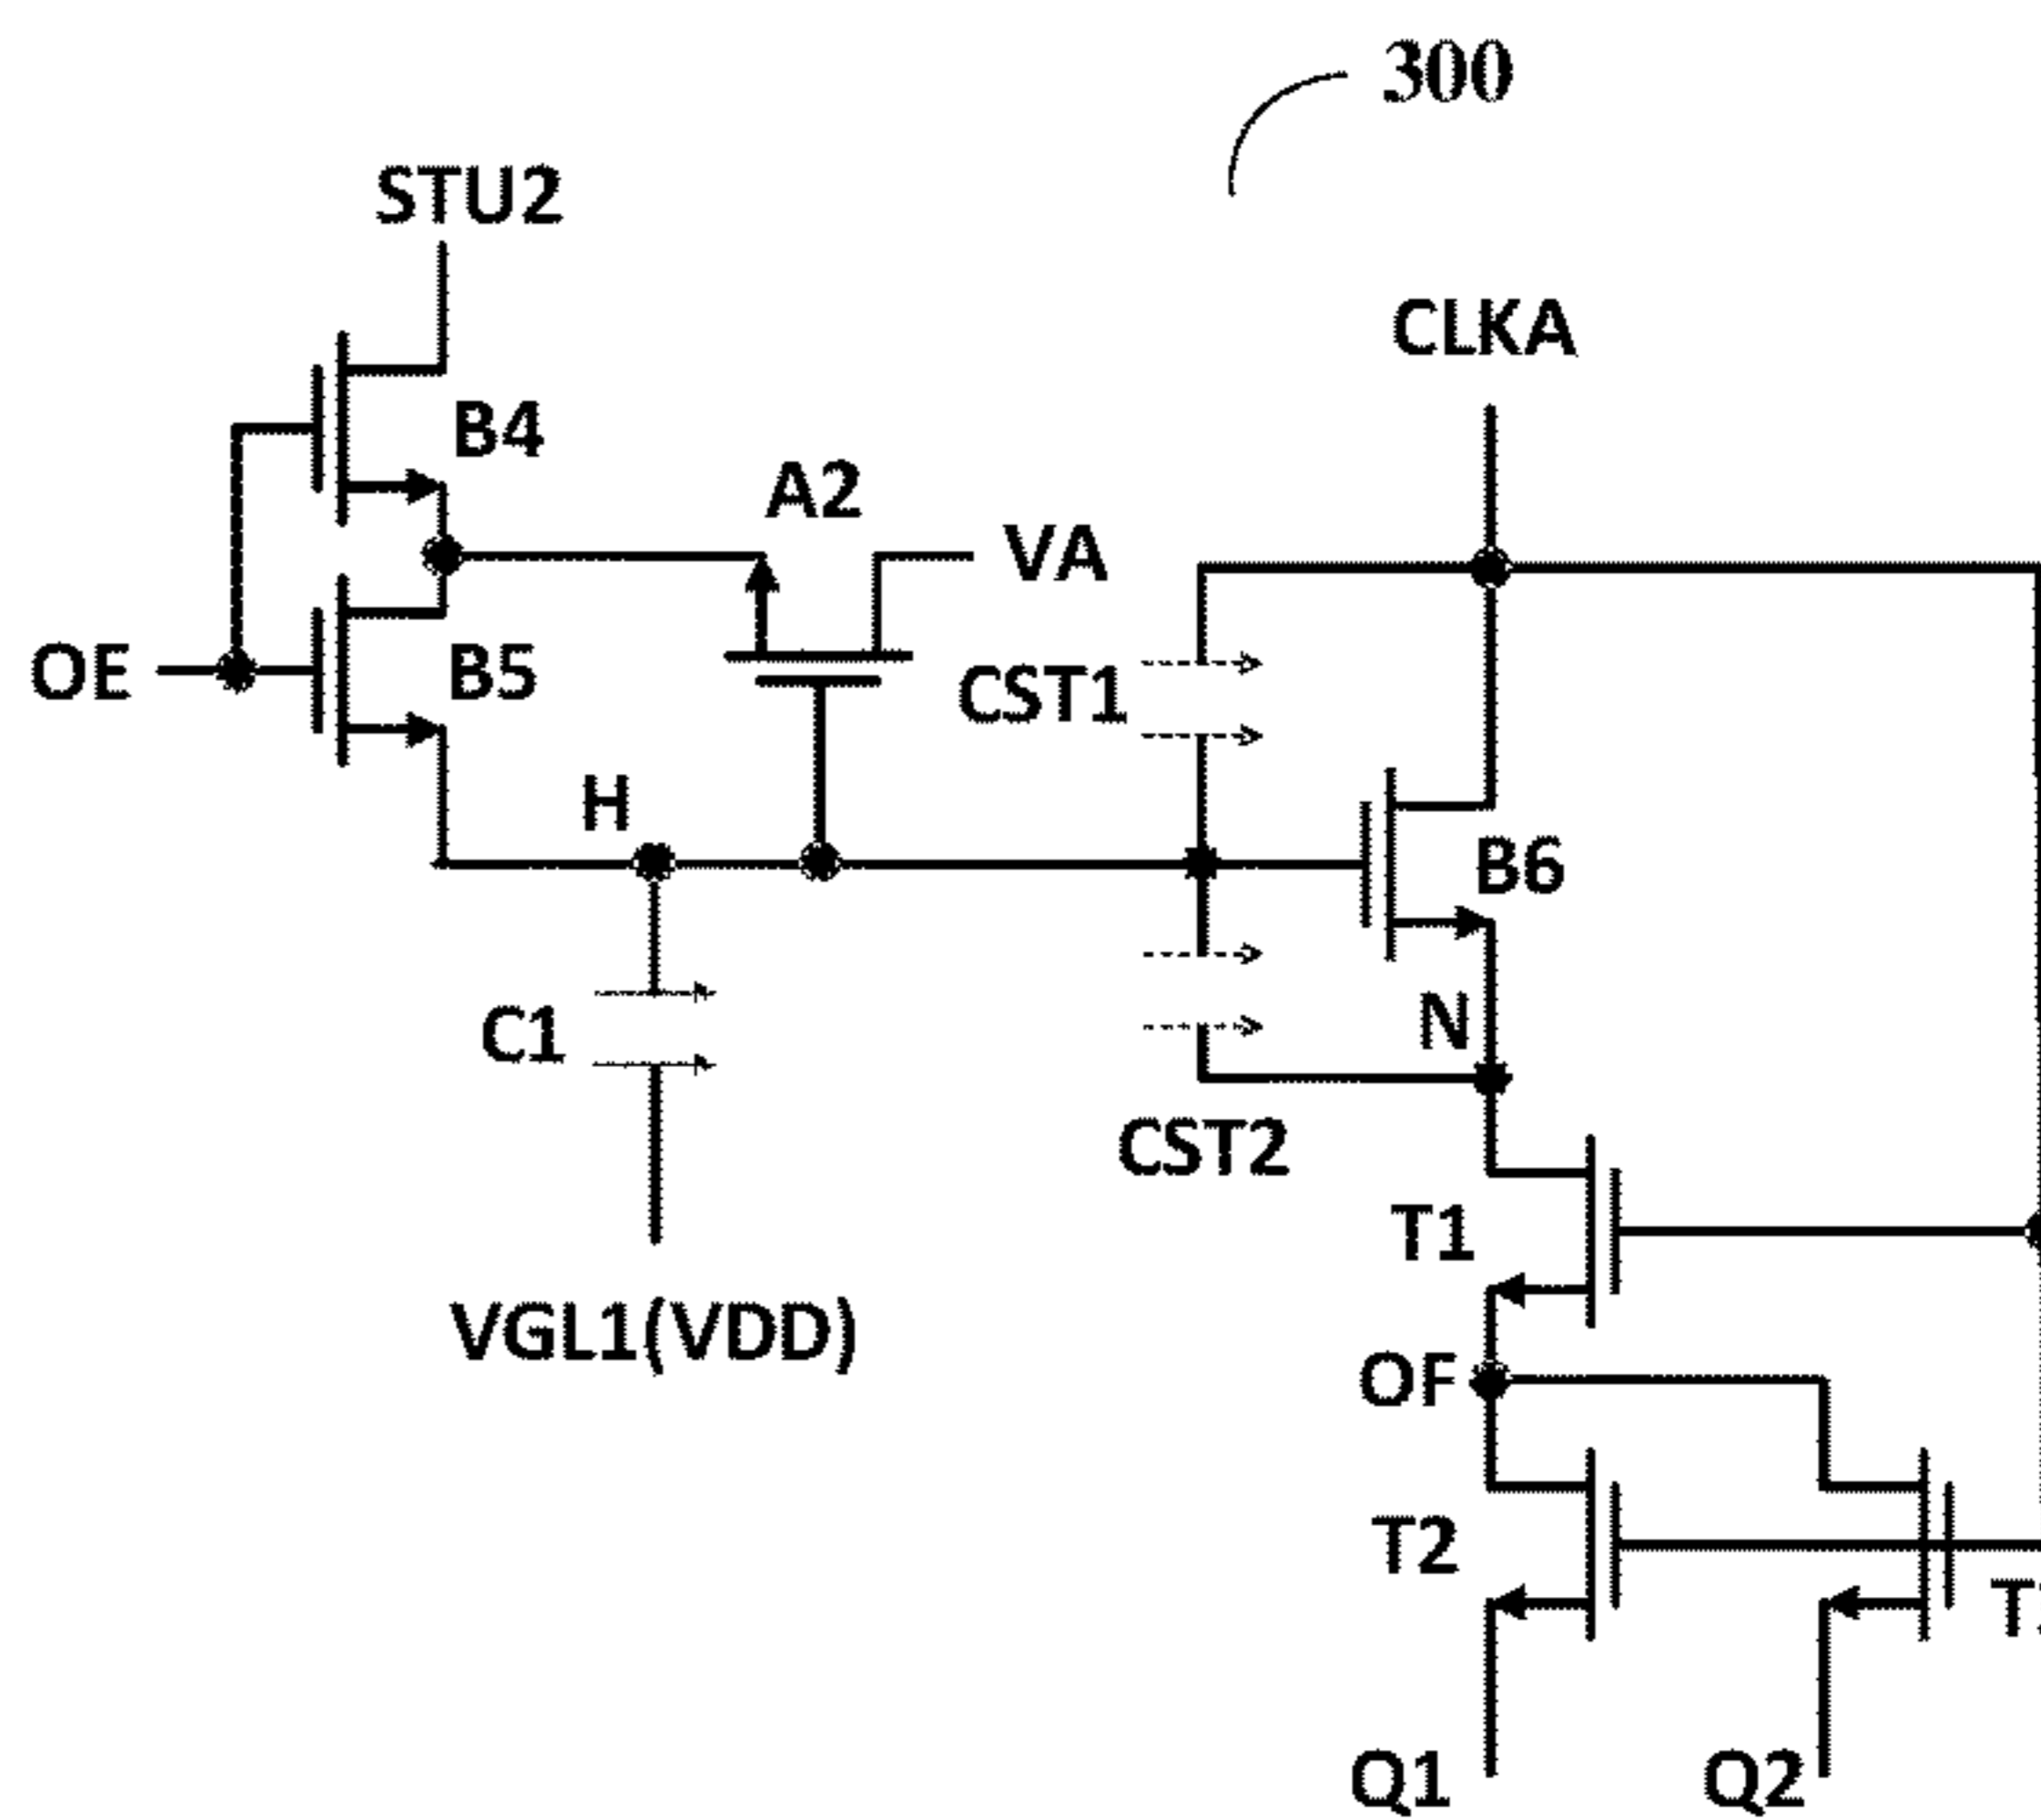 300
STU2
CLKA
B4
A2
VA
OE
B5
CST1
H
B6
C1
N
CST2
T1
VGL1(VDD)
OF
T2
Q1
Q2